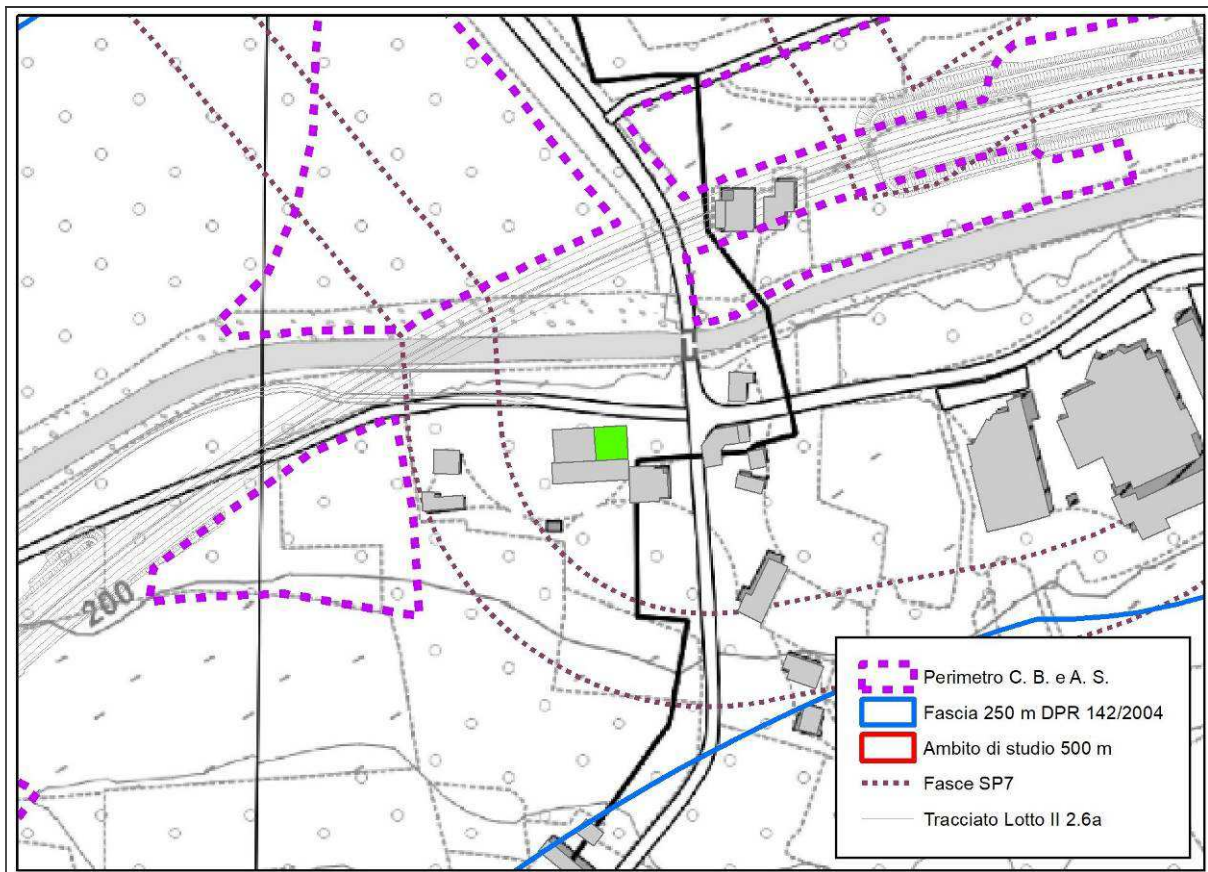 200
Perimetro C. B. e A. S.
Fascia 250 m DPR 142/2004
Ambito di studio 500 m
Fasce SP7
Tracciato Lotto II 2.6a